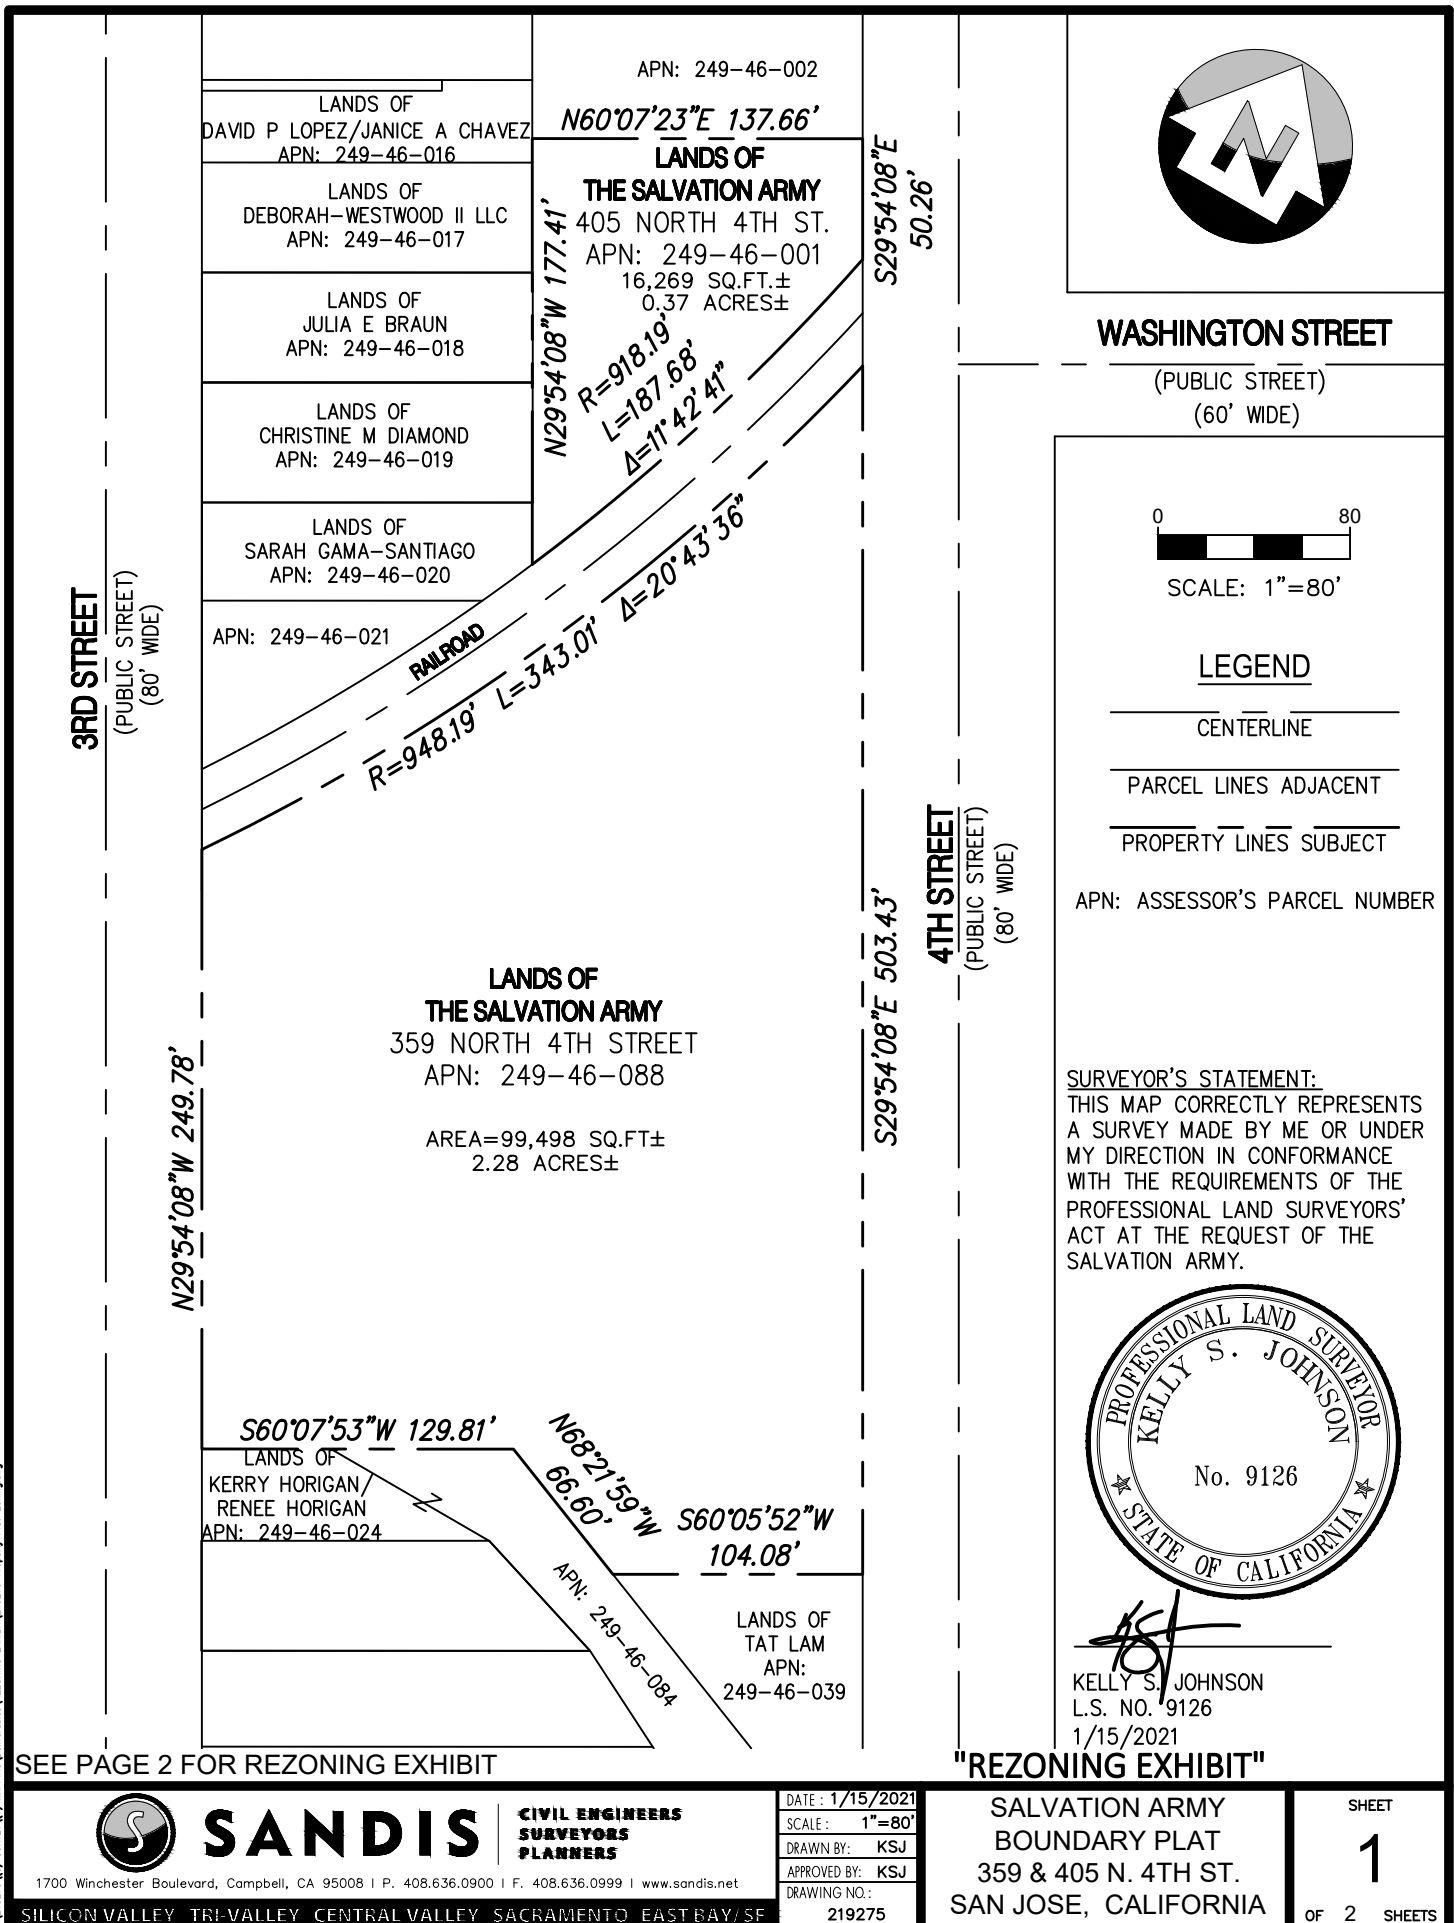 APN: 249-46-002
LANDS OF
DAVID P LOPEZ/JANICE A CHAVEZ
APN: 249-46-016
LANDS OF
DEBORAH-WESTWOOD II LLC
APN: 249-46-017
LANDS OF
JULIA E BRAUN
APN: 249-46-018
LANDS OF
CHRISTINE M DIAMOND
APN: 249-46-019
LANDS OF
SARAH GAMA-SANTIAGO
APN: 249-46-020
APN: 249-46-021
N60°07'23"E 137.66'
LANDS OF
THE SALVATION ARMY
405 NORTH 4TH ST.
APN: 249-46-001
16,269 SQ.FT.±
0.37 ACRES±
N29°54'08"W 177.41'
S29°54'08"E
50.26'
R=918.19'
L=187.68'
Δ=11°42'41"
RAILROAD
R=948.19' L=343.01' Δ=20°43'36"
3RD STREET
(PUBLIC STREET)
(80' WIDE)
4TH STREET
(PUBLIC STREET)
(80' WIDE)
N
WASHINGTON STREET
(PUBLIC STREET)
(60' WIDE)
0 80
SCALE: 1"=80'
LEGEND
CENTERLINE
PARCEL LINES ADJACENT
PROPERTY LINES SUBJECT
APN: ASSESSOR'S PARCEL NUMBER
LANDS OF
THE SALVATION ARMY
359 NORTH 4TH STREET
APN: 249-46-088
AREA=99,498 SQ.FT±
2.28 ACRES±
N29°54'08"W 249.78'
S29°54'08"E 503.43'
S60°07'53"W 129.81'
N68°21'59"W
66.60'
S60°05'52"W
104.08'
LANDS OF
KERRY HORIGAN/
RENEE HORIGAN
APN: 249-46-024
APN: 249-46-084
LANDS OF
TAT LAM
APN:
249-46-039
SURVEYOR'S STATEMENT:
THIS MAP CORRECTLY REPRESENTS
A SURVEY MADE BY ME OR UNDER
MY DIRECTION IN CONFORMANCE
WITH THE REQUIREMENTS OF THE
PROFESSIONAL LAND SURVEYORS'
ACT AT THE REQUEST OF THE
SALVATION ARMY.
PROFESSIONAL LAND SURVEYOR
KELLY S. JOHNSON
No. 9126
STATE OF CALIFORNIA
KELLY S. JOHNSON
L.S. NO. 9126
1/15/2021
SEE PAGE 2 FOR REZONING EXHIBIT
"REZONING EXHIBIT"
S SANDIS
CIVIL ENGINEERS
SURVEYORS
PLANNERS
1700 Winchester Boulevard, Campbell, CA 95008 | P. 408.636.0900 | F. 408.636.0999 | www.sandis.net
SILICON VALLEY TRI-VALLEY CENTRAL VALLEY SACRAMENTO EAST BAY/SF
DATE: 1/15/2021
SCALE: 1"=80'
DRAWN BY: KSJ
APPROVED BY: KSJ
DRAWING NO.:
219275
SALVATION ARMY
BOUNDARY PLAT
359 & 405 N. 4TH ST.
SAN JOSE, CALIFORNIA
SHEET
1
OF 2 SHEETS